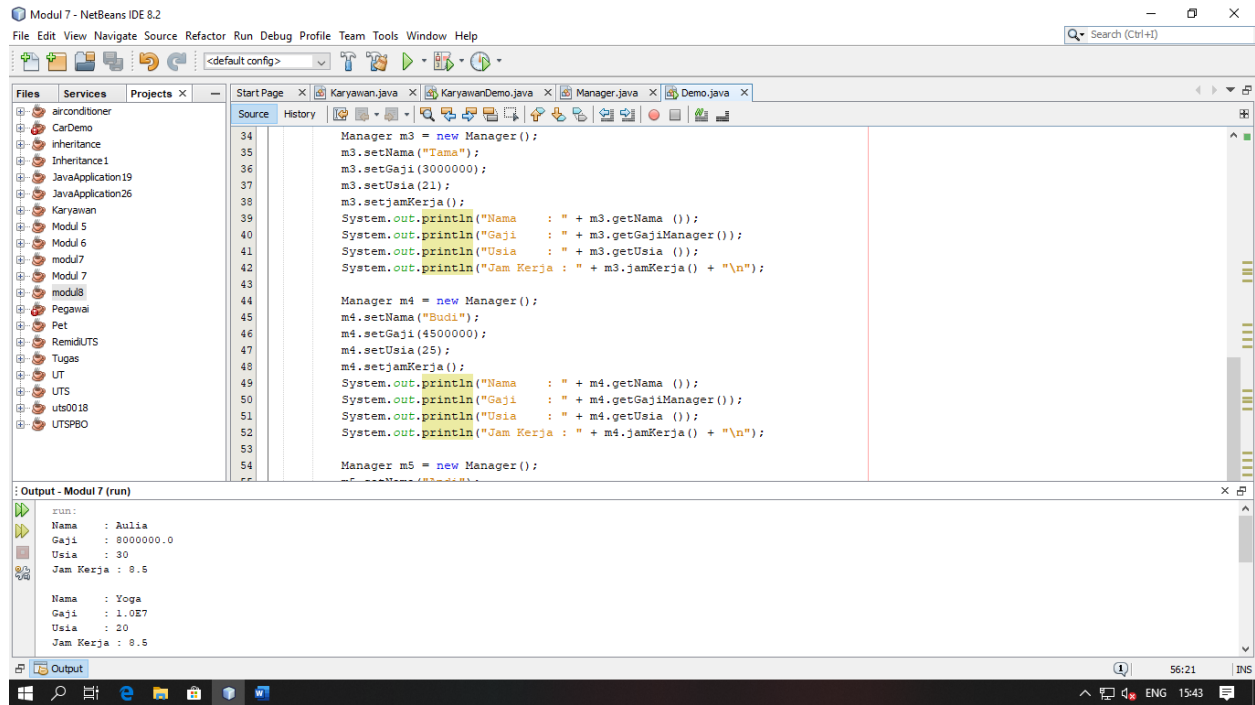 Modul 7 - NetBeans IDE 8.2
File Edit View Navigate Source Refactor Run Debug Profile Team Tools Window Help
Search (Ctrl+I)
<default config>
Files Services Projects
Start Page Karyawan.java KaryawanDemo.java Manager.java Demo.java
Source History
airconditioner
CarDemo
inheritance
Inheritance1
JavaApplication19
JavaApplication26
Karyawan
Modul 5
Modul 6
modul7
Modul 7
modul8
Pegawai
Pet
RemidiUTS
Tugas
UT
UTS
uts0018
UTSPBO
34 Manager m3 = new Manager();
35 m3.setNama("Tama");
36 m3.setGaji(3000000);
37 m3.setUsia(21);
38 m3.setjamKerja();
39 System.out.println("Nama    : " + m3.getNama ());
40 System.out.println("Gaji    : " + m3.getGajiManager());
41 System.out.println("Usia    : " + m3.getUsia ());
42 System.out.println("Jam Kerja : " + m3.jamKerja() + "\n");
43
44 Manager m4 = new Manager();
45 m4.setNama("Budi");
46 m4.setGaji(4500000);
47 m4.setUsia(25);
48 m4.setjamKerja();
49 System.out.println("Nama    : " + m4.getNama ());
50 System.out.println("Gaji    : " + m4.getGajiManager());
51 System.out.println("Usia    : " + m4.getUsia ());
52 System.out.println("Jam Kerja : " + m4.jamKerja() + "\n");
53
54 Manager m5 = new Manager();
Output - Modul 7 (run)
run:
Nama    : Aulia
Gaji    : 8000000.0
Usia    : 30
Jam Kerja : 8.5
Nama    : Yoga
Gaji    : 1.0E7
Usia    : 20
Jam Kerja : 8.5
Output
1 56:21 INS
ENG 15:43